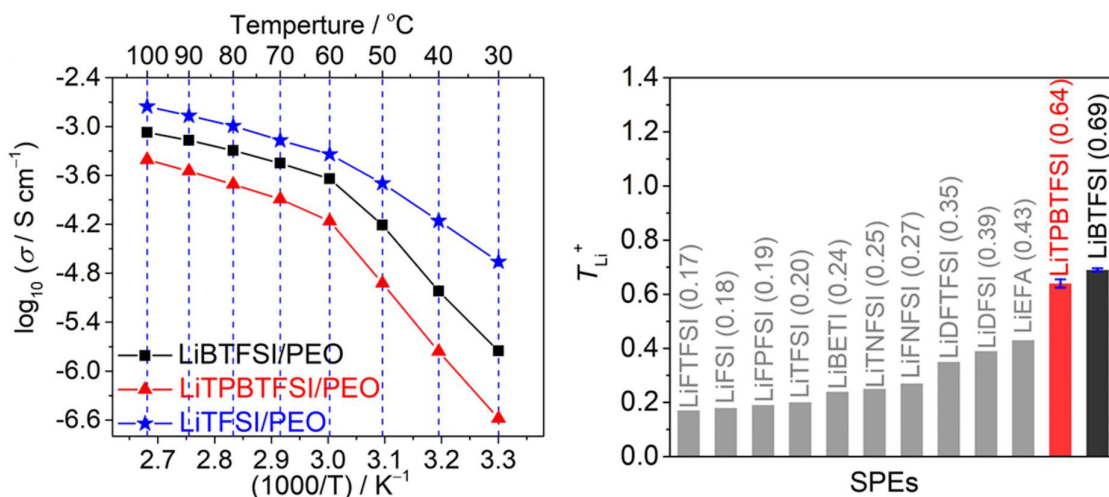 Temperture / °C
100 90 80 70 60 50 40 30
log₁₀ (σ / S cm⁻¹)
-2.4
-3.0
-3.6
-4.2
-4.8
-5.4
-6.0
-6.6
LiBTFSI/PEO
LiTPBTFSI/PEO
LiTFSI/PEO
2.7 2.8 2.9 3.0 3.1 3.2 3.3
(1000/T) / K⁻¹
T Li⁺
1.4
1.2
1.0
0.8
0.6
0.4
0.2
0.0
LiFTFSI (0.17)
LiFSI (0.18)
LiFPFSI (0.19)
LiTFSI (0.20)
LiBETI (0.24)
LiTNFSI (0.25)
LiFNFSI (0.27)
LiDFTFSI (0.35)
LiDFSI (0.39)
LiEFA (0.43)
LiTPBTFSI (0.64)
LiBTFSI (0.69)
SPEs